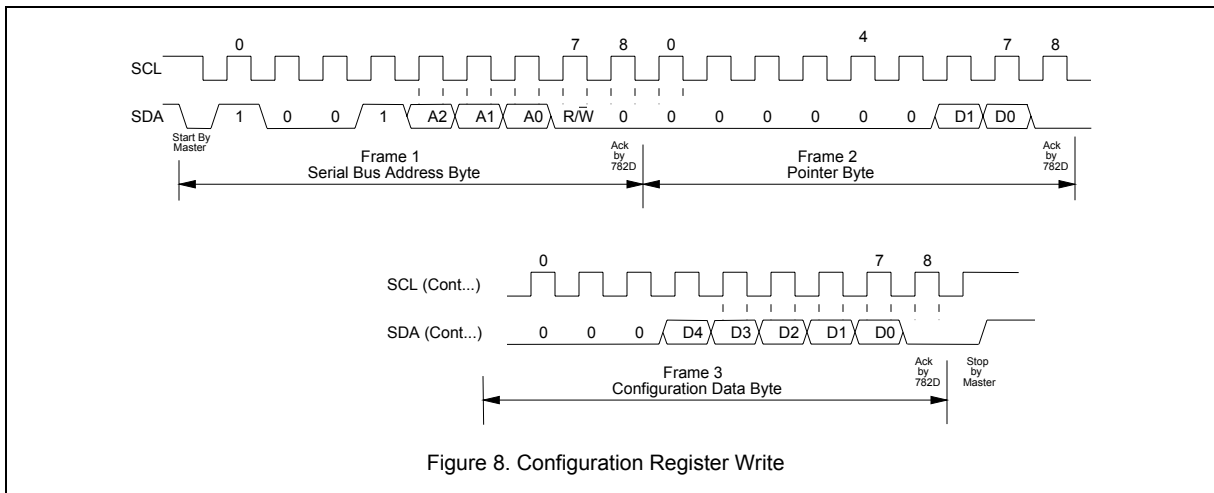 0 7 8 0 4 7 8
SCL
SDA 1 0 0 1 A2 A1 A0 R/W̅ 0 0 0 0 0 0 0 D1 D0
Start By
Master
Ack
by
782D
Ack
by
782D
Frame 1
Serial Bus Address Byte
Frame 2
Pointer Byte
0 7 8
SCL (Cont...)
SDA (Cont...) 0 0 0 D4 D3 D2 D1 D0
Ack
by
782D
Stop
by
Master
Frame 3
Configuration Data Byte
Figure 8. Configuration Register Write